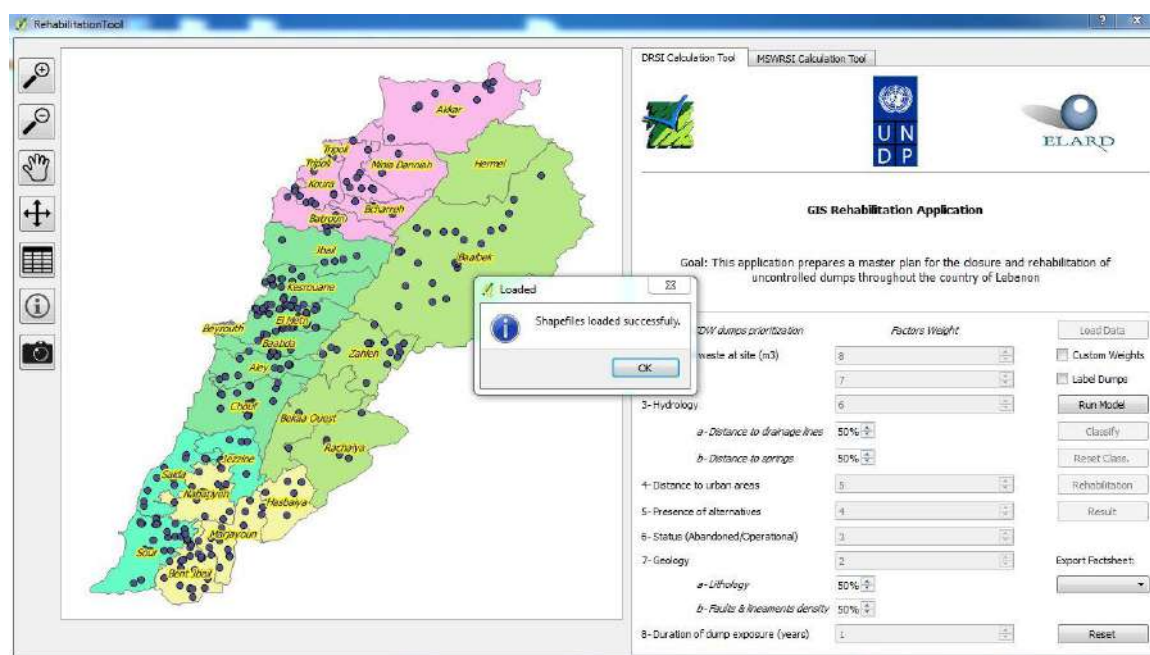 RehabilitationTool
DRSI Calculation Tool
MSWRSI Calculation Tool
UN
DP
ELARD
GIS Rehabilitation Application
Goal: This application prepares a master plan for the closure and rehabilitation of
uncontrolled dumps throughout the country of Lebanon
Akkar
Tripoli
Tripoli
Minie Danniah
Hermel
Koura
Bcharreh
Batroun
Jbail
Baalbek
Kesrouane
El Metn
Beyrouth
Baabda
Zahleh
Aley
Chouf
Bekaa Ouest
Rachaiya
Jezzine
Saida
Nabatiyeh
Hasbaiya
Marjayoun
Sour
Bent Jbeil
Loaded
Shapefiles loaded successfuly.
OK
CDW dumps prioritization
Factors Weight
Load Data
waste at site (m3)
8
Custom Weights
7
Label Dumps
3- Hydrology
6
Run Model
a- Distance to drainage lines
50%
Classify
b- Distance to springs
50%
Reset Class.
4- Distance to urban areas
5
Rehabilitation
5- Presence of alternatives
4
Result
6- Status (Abandoned/Operational)
3
7- Geology
2
Export Factsheet:
a- Lithology
50%
b- Faults & lineaments density
50%
8- Duration of dump exposure (years)
1
Reset